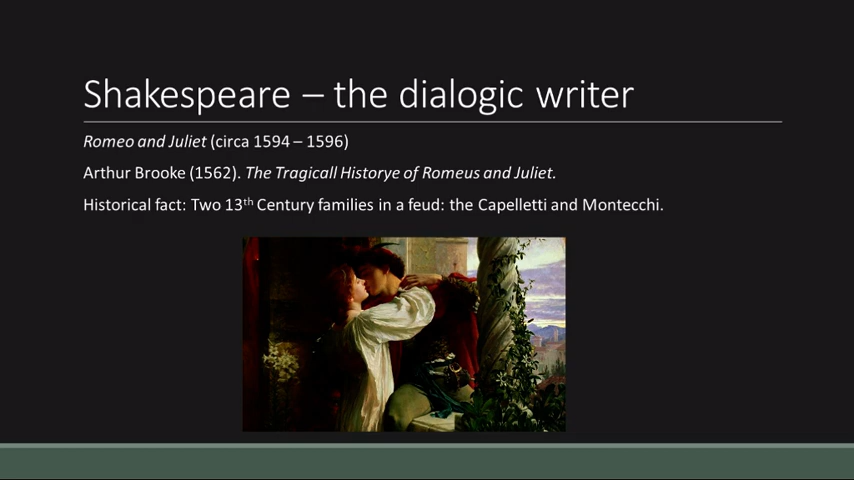 Shakespeare – the dialogic writer
Romeo and Juliet (circa 1594 – 1596)
Arthur Brooke (1562). The Tragicall Historye of Romeus and Juliet.
Historical fact: Two 13th Century families in a feud: the Capelletti and Montecchi.